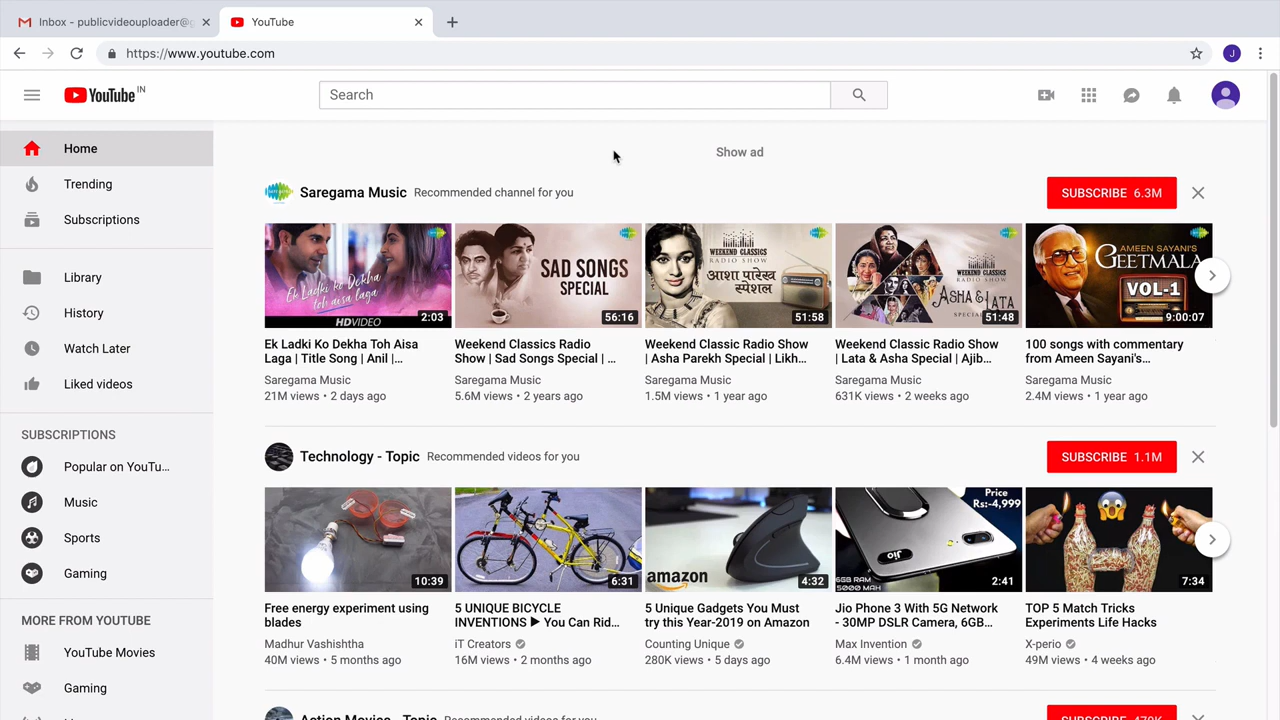 Inbox - publicvideouploader@g
YouTube
https://www.youtube.com
YouTube IN
Search
Home
Trending
Subscriptions
Library
History
Watch Later
Liked videos
SUBSCRIPTIONS
Popular on YouTu...
Music
Sports
Gaming
MORE FROM YOUTUBE
YouTube Movies
Gaming
J
Show ad
Saregama Music Recommended channel for you
SUBSCRIBE 6.3M
Ek Ladki Ko Dekha
toh aisa laga
HDVIDEO
2:03
SAD SONGS
SPECIAL
56:16
WEEKEND CLASSICS
RADIO SHOW
आशा पारेख
स्पेशल
51:58
WEEKEND CLASSICS
RADIO SHOW
ASHA & LATA
SPECIAL
51:48
AMEEN SAYANI'S
GEETMALA
VOL-1
9:00:07
Ek Ladki Ko Dekha Toh Aisa
Laga | Title Song | Anil |...
Saregama Music
21M views • 2 days ago
Weekend Classics Radio
Show | Sad Songs Special | ...
Saregama Music
5.6M views • 2 years ago
Weekend Classic Radio Show
| Asha Parekh Special | Likh...
Saregama Music
1.5M views • 1 year ago
Weekend Classic Radio Show
| Lata & Asha Special | Ajib...
Saregama Music
631K views • 2 weeks ago
100 songs with commentary
from Ameen Sayani's...
Saregama Music
2.4M views • 1 year ago
Technology - Topic Recommended videos for you
SUBSCRIBE 1.1M
10:39
6:31
amazon
4:32
Price
Rs:-4,999
Jio
6GB RAM
5000 MAH
2:41
7:34
Free energy experiment using
blades
Madhur Vashishtha
40M views • 5 months ago
5 UNIQUE BICYCLE
INVENTIONS ▶ You Can Rid...
iT Creators
16M views • 2 months ago
5 Unique Gadgets You Must
try this Year-2019 on Amazon
Counting Unique
280K views • 5 days ago
Jio Phone 3 With 5G Network
- 30MP DSLR Camera, 6GB...
Max Invention
6.4M views • 1 month ago
TOP 5 Match Tricks
Experiments Life Hacks
X-perio
49M views • 4 weeks ago
Action Movies - Topic Recommended videos for you
SUBSCRIBE 470K